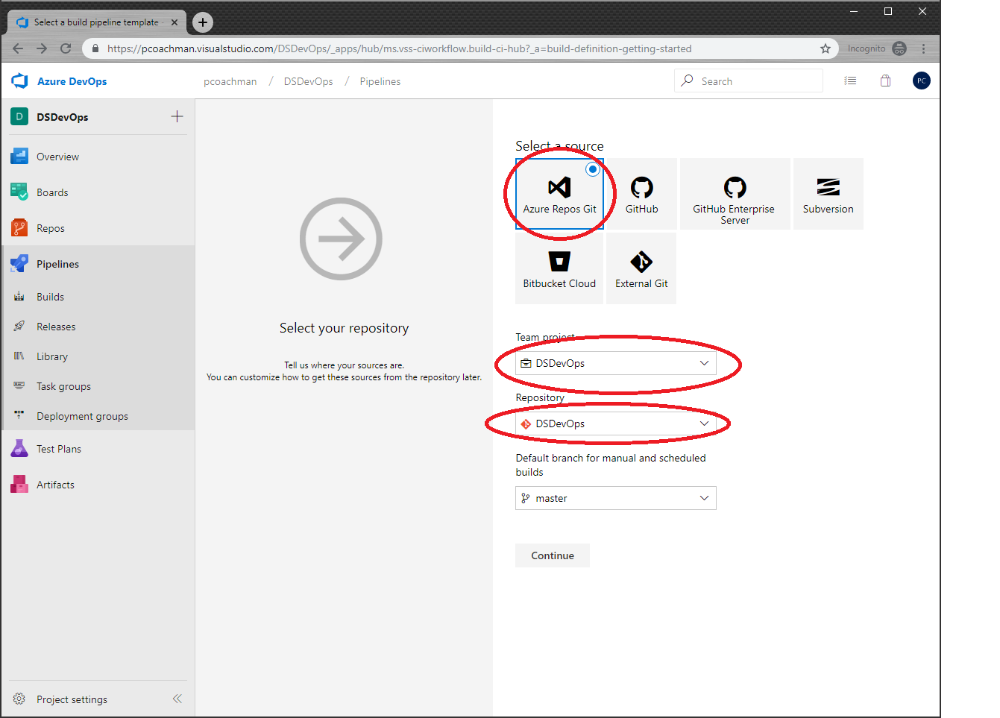 Select a build pipeline template
https://pcoachman.visualstudio.com/DSDevOps/_apps/hub/ms.vss-ciworkflow.build-ci-hub?_a=build-definition-getting-started
Incognito
Azure DevOps
pcoachman / DSDevOps / Pipelines
Search
PC
D DSDevOps
Overview
Boards
Repos
Pipelines
Builds
Releases
Library
Task groups
Deployment groups
Test Plans
Artifacts
Project settings
Select your repository
Tell us where your sources are.
You can customize how to get these sources from the repository later.
Select a source
Azure Repos Git
GitHub
GitHub Enterprise
Server
Subversion
Bitbucket Cloud
External Git
Team project
DSDevOps
Repository
DSDevOps
Default branch for manual and scheduled
builds
master
Continue